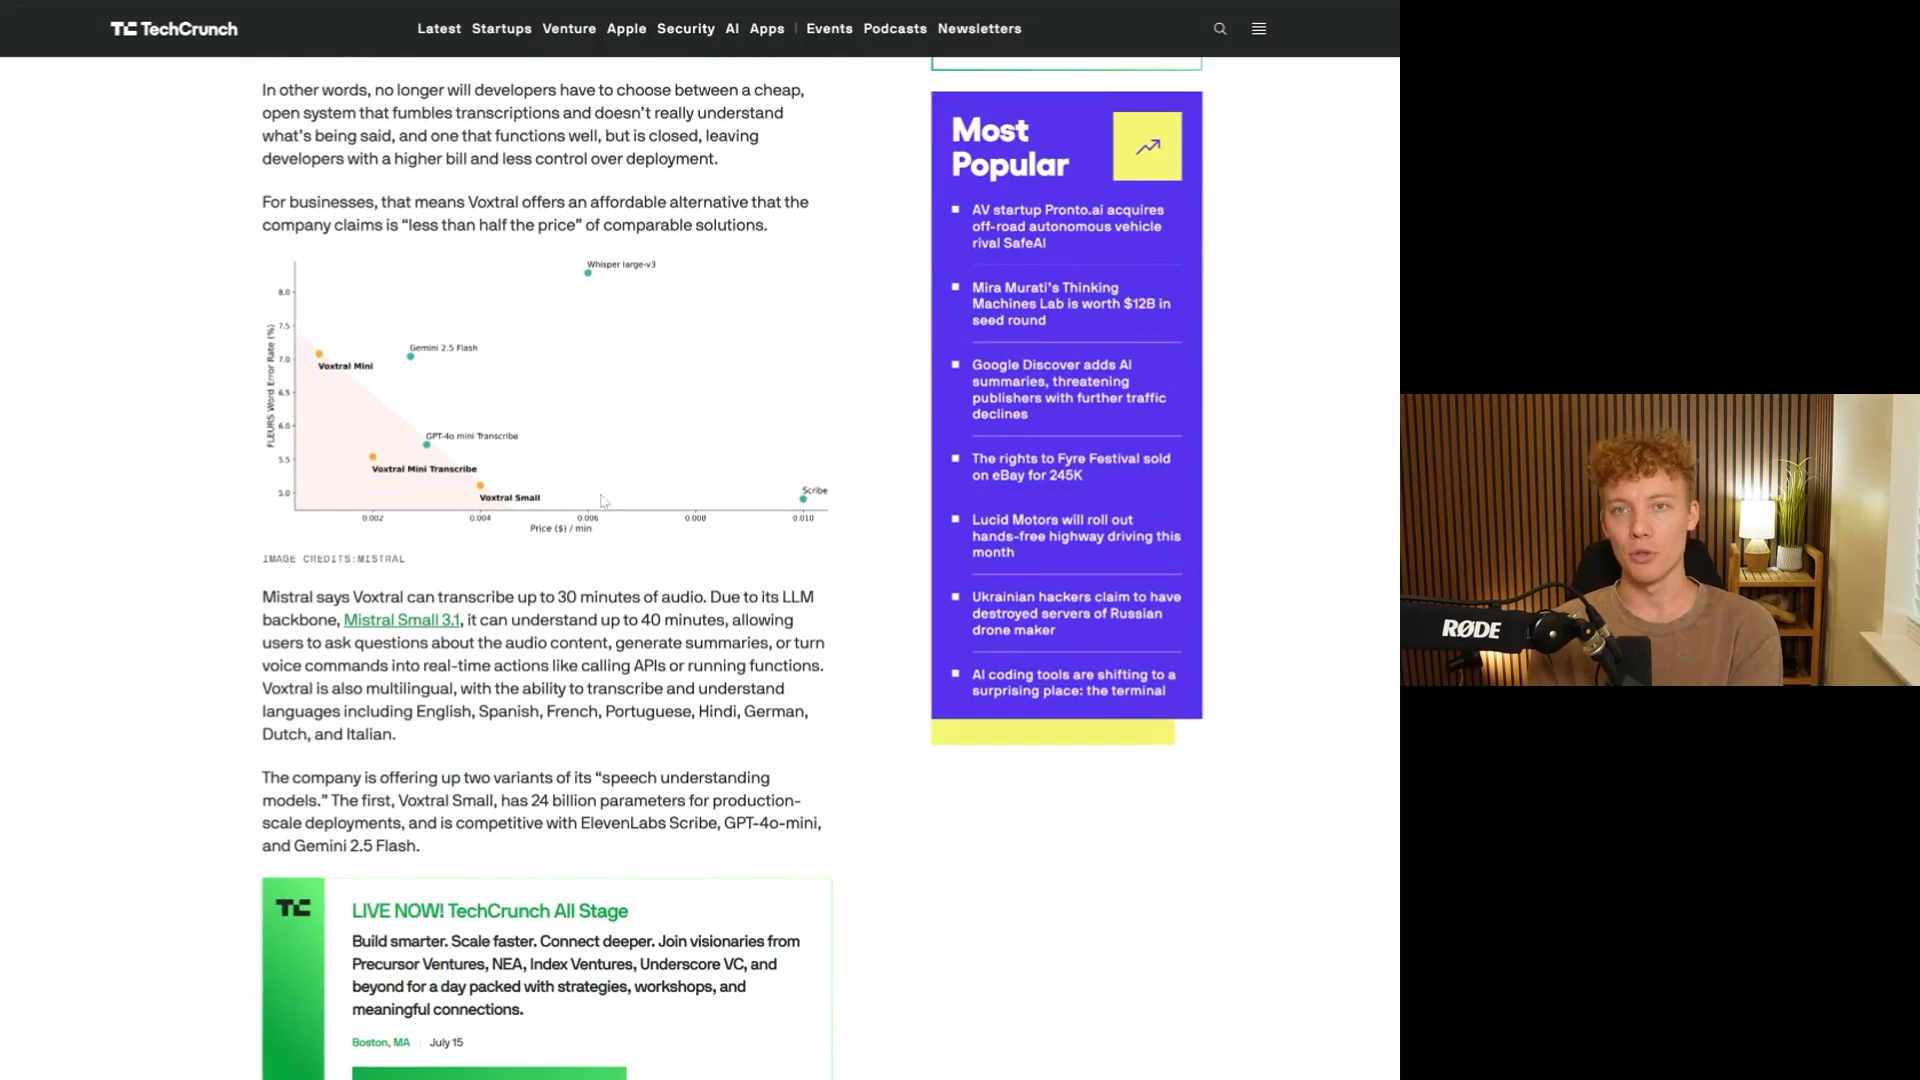 TechCrunch
Latest Startups Venture Apple Security AI Apps | Events Podcasts Newsletters
In other words, no longer will developers have to choose between a cheap,
open system that fumbles transcriptions and doesn't really understand
what's being said, and one that functions well, but is closed, leaving
developers with a higher bill and less control over deployment.
For businesses, that means Voxtral offers an affordable alternative that the
company claims is “less than half the price” of comparable solutions.
Whisper large-v3
8.0
7.5
Gemini 2.5 Flash
7.0
Voxtral Mini
6.5
FLEURS Word Error Rate (%)
6.0
GPT-4o mini Transcribe
5.5
Voxtral Mini Transcribe
5.0
Voxtral Small
Scribe
0.002 0.004 0.006 0.008 0.010
Price ($) / min
IMAGE CREDITS:MISTRAL
Mistral says Voxtral can transcribe up to 30 minutes of audio. Due to its LLM
backbone, Mistral Small 3.1, it can understand up to 40 minutes, allowing
users to ask questions about the audio content, generate summaries, or turn
voice commands into real-time actions like calling APIs or running functions.
Voxtral is also multilingual, with the ability to transcribe and understand
languages including English, Spanish, French, Portuguese, Hindi, German,
Dutch, and Italian.
The company is offering up two variants of its “speech understanding
models.” The first, Voxtral Small, has 24 billion parameters for production-
scale deployments, and is competitive with ElevenLabs Scribe, GPT-4o-mini,
and Gemini 2.5 Flash.
TC
LIVE NOW! TechCrunch All Stage
Build smarter. Scale faster. Connect deeper. Join visionaries from
Precursor Ventures, NEA, Index Ventures, Underscore VC, and
beyond for a day packed with strategies, workshops, and
meaningful connections.
Boston, MA | July 15
Most
Popular
AV startup Pronto.ai acquires
off-road autonomous vehicle
rival SafeAI
Mira Murati's Thinking
Machines Lab is worth $12B in
seed round
Google Discover adds AI
summaries, threatening
publishers with further traffic
declines
The rights to Fyre Festival sold
on eBay for 245K
Lucid Motors will roll out
hands-free highway driving this
month
Ukrainian hackers claim to have
destroyed servers of Russian
drone maker
AI coding tools are shifting to a
surprising place: the terminal
RØDE